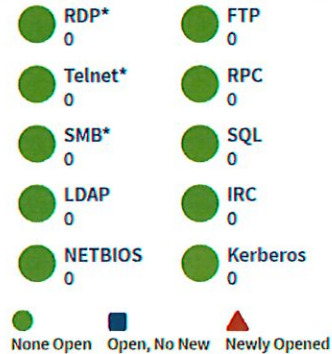 RDP*
0
FTP
0
Telnet*
0
RPC
0
SMB*
0
SQL
0
LDAP
0
IRC
0
NETBIOS
0
Kerberos
0
None Open
Open, No New
Newly Opened